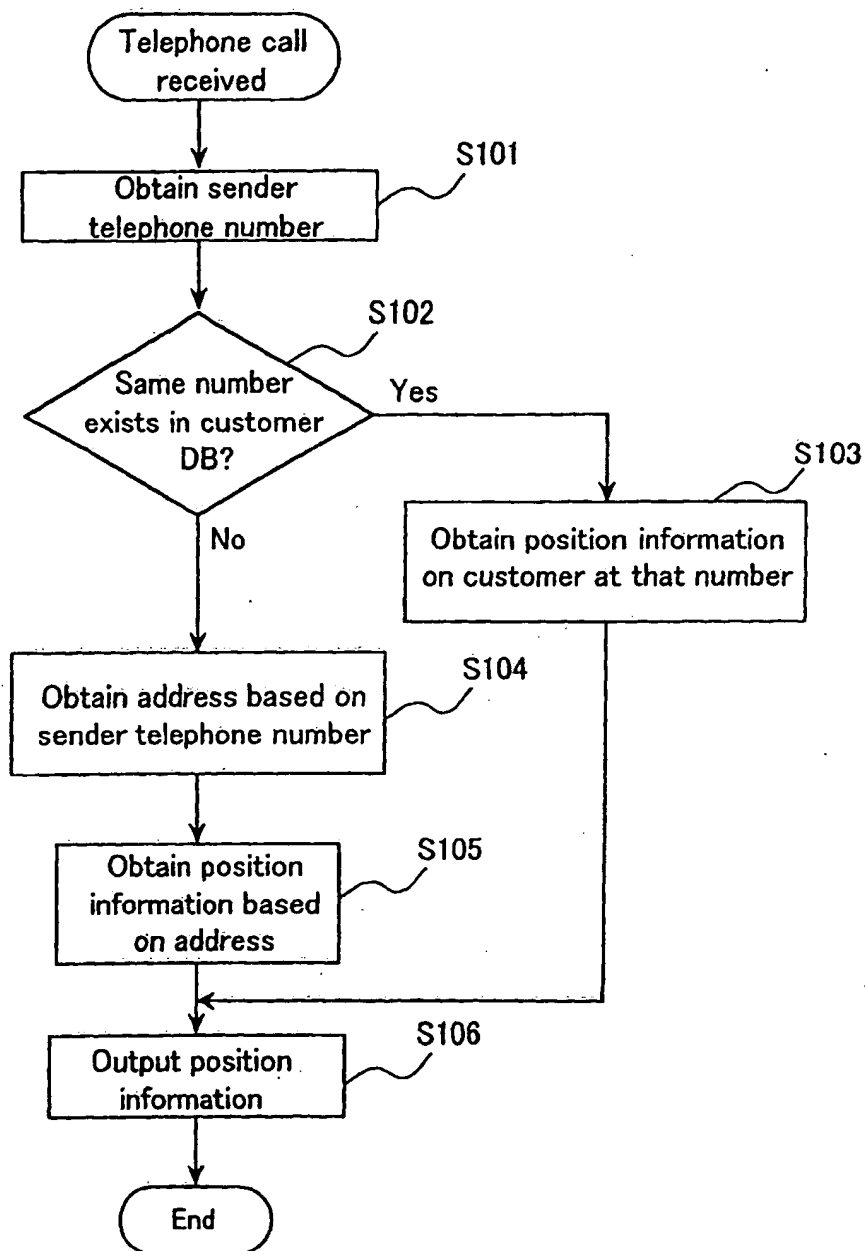 Telephone call
received
S101
Obtain sender
telephone number
S102
Same number
exists in customer
DB?
Yes
No
S103
Obtain position information
on customer at that number
S104
Obtain address based on
sender telephone number
S105
Obtain position
information based
on address
S106
Output position
information
End